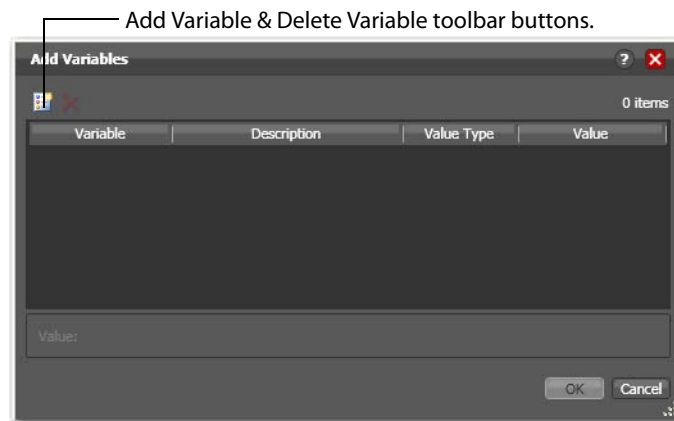 Add Variable & Delete Variable toolbar buttons.
Add Variables
?
0 items
Variable Description Value Type Value
Value:
OK Cancel